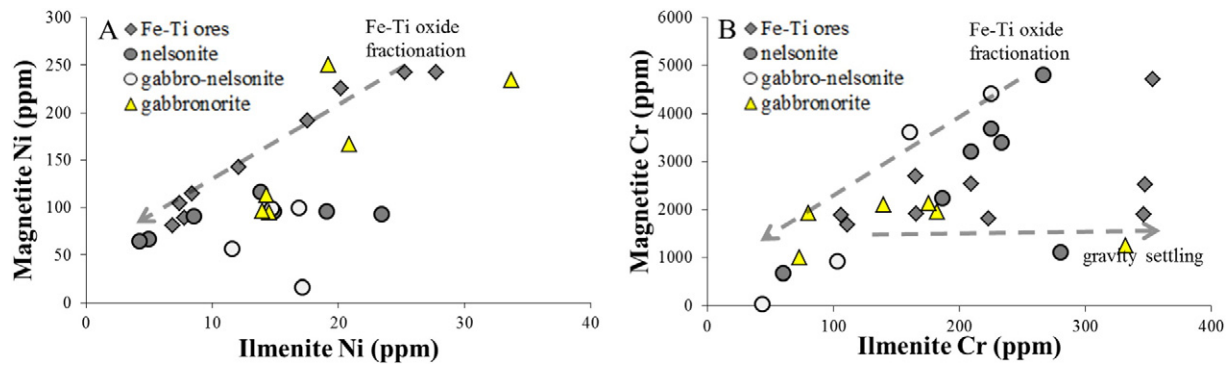 A
Fe-Ti ores
nelsonite
gabbro-nelsonite
gabbronorite
Fe-Ti oxide
fractionation
Magnetite Ni (ppm)
300
250
200
150
100
50
0
0 10 20 30 40
Ilmenite Ni (ppm)
B
Fe-Ti ores
nelsonite
gabbro-nelsonite
gabbronorite
Fe-Ti oxide
fractionation
gravity settling
Magnetite Cr (ppm)
6000
5000
4000
3000
2000
1000
0
0 100 200 300 400
Ilmenite Cr (ppm)